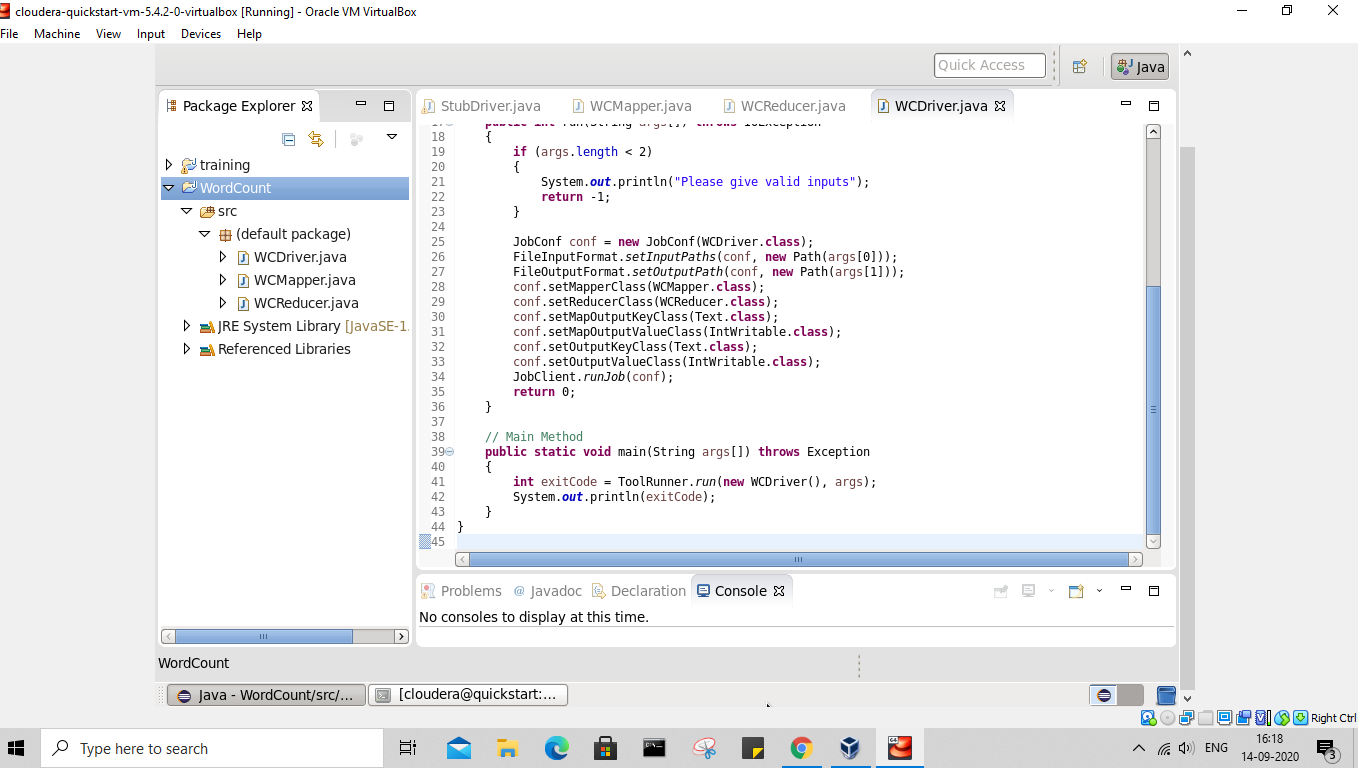 cloudera-quickstart-vm-5.4.2-0-virtualbox [Running] - Oracle VM VirtualBox
File Machine View Input Devices Help
Quick Access
Java
Package Explorer
StubDriver.java WCMapper.java WCReducer.java WCDriver.java
training
WordCount
src
(default package)
WCDriver.java
WCMapper.java
WCReducer.java
JRE System Library [JavaSE-1.
Referenced Libraries
public int run(String args[]) throws IOException
18 {
19 if (args.length < 2)
20 {
21 System.out.println("Please give valid inputs");
22 return -1;
23 }
24
25 JobConf conf = new JobConf(WCDriver.class);
26 FileInputFormat.setInputPaths(conf, new Path(args[0]));
27 FileOutputFormat.setOutputPath(conf, new Path(args[1]));
28 conf.setMapperClass(WCMapper.class);
29 conf.setReducerClass(WCReducer.class);
30 conf.setMapOutputKeyClass(Text.class);
31 conf.setMapOutputValueClass(IntWritable.class);
32 conf.setOutputKeyClass(Text.class);
33 conf.setOutputValueClass(IntWritable.class);
34 JobClient.runJob(conf);
35 return 0;
36 }
37
38 // Main Method
39 public static void main(String args[]) throws Exception
40 {
41 int exitCode = ToolRunner.run(new WCDriver(), args);
42 System.out.println(exitCode);
43 }
44 }
45
Problems @ Javadoc Declaration Console
No consoles to display at this time.
WordCount
Java - WordCount/src/... [cloudera@quickstart:...
Right Ctrl
Type here to search
ENG
16:18
14-09-2020
3